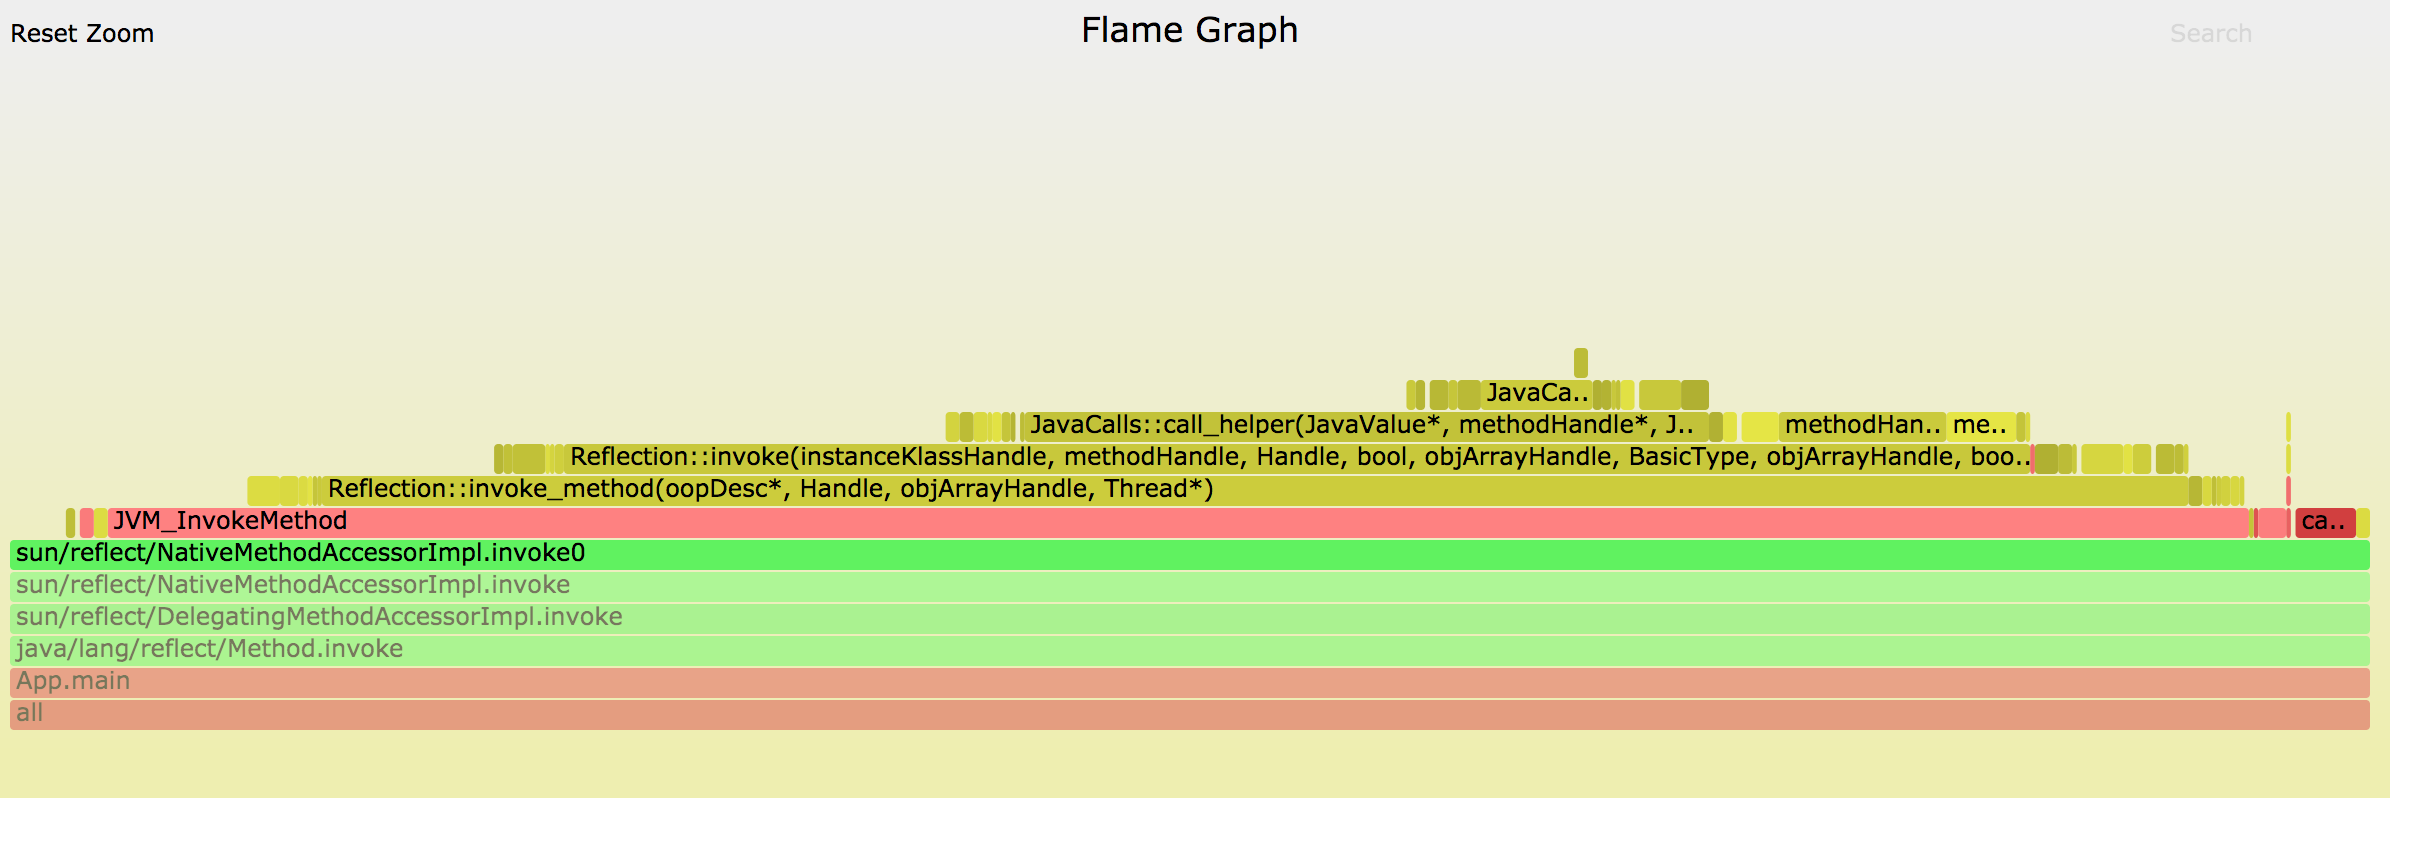 Reset Zoom
Flame Graph
Search
JavaCa..
JavaCalls::call_helper(JavaValue*, methodHandle*, J.. methodHan.. me..
Reflection::invoke(instanceKlassHandle, methodHandle, Handle, bool, objArrayHandle, BasicType, objArrayHandle, boo..
Reflection::invoke_method(oopDesc*, Handle, objArrayHandle, Thread*)
JVM_InvokeMethod ca..
sun/reflect/NativeMethodAccessorImpl.invoke0
sun/reflect/NativeMethodAccessorImpl.invoke
sun/reflect/DelegatingMethodAccessorImpl.invoke
java/lang/reflect/Method.invoke
App.main
all